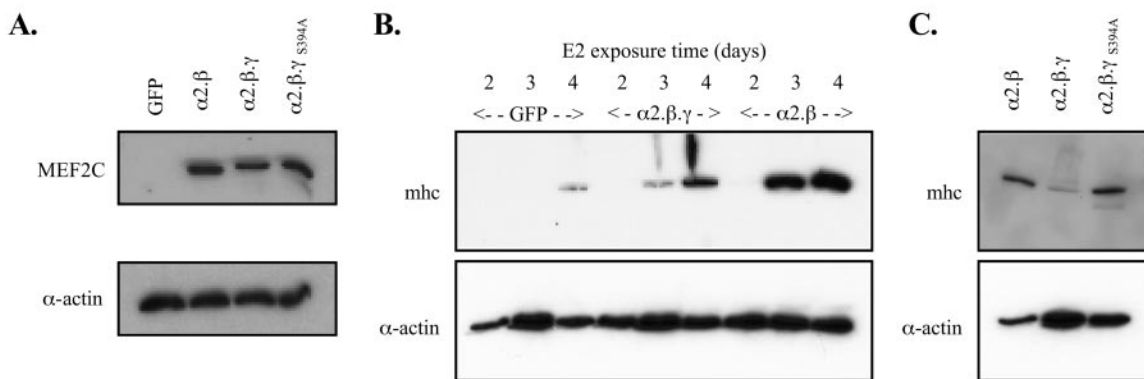 A.
GFP
α2.β
α2.β.γ
α2.β.γ S394A
MEF2C
α-actin
B.
E2 exposure time (days)
2 3 4 2 3 4 2 3 4
<- - GFP - -> <- - α2.β.γ - -> <- - α2.β - -->
mhc
α-actin
C.
α2.β
α2.β.γ
α2.β.γ S394A
mhc
α-actin